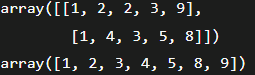 array([[1, 2, 2, 3, 9],
       [1, 4, 3, 5, 8]])
array([1, 2, 3, 4, 5, 8, 9])